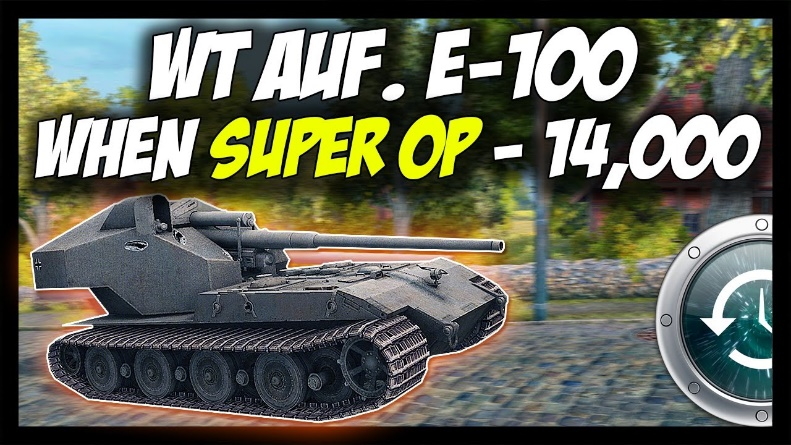 WT AUF. E-100
WHEN SUPER OP - 14,000